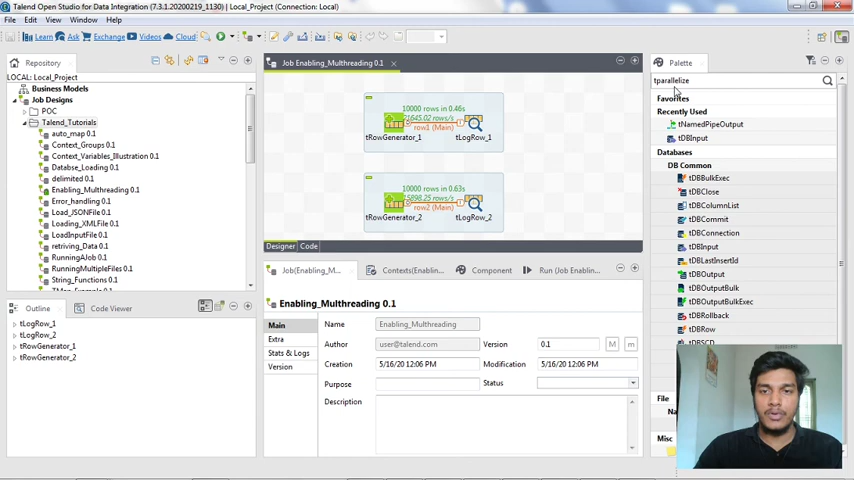 Talend Open Studio for Data Integration (7.3.1.20200219_1130) | Local_Project (Connection: Local)
File Edit View Window Help
Learn Ask Exchange Videos Cloud
Repository
LOCAL: Local_Project
Business Models
Job Designs
POC
Talend_Tutorials
auto_map 0.1
Context_Groups 0.1
Context_Variables_Illustration 0.1
Databse_Loading 0.1
delimited 0.1
Enabling_Multhreading 0.1
Error_handling 0.1
Load_JSONFile 0.1
Loading_XMLFile 0.1
LoadInputFile 0.1
retriving_Data 0.1
RunningAJob 0.1
RunningMultipleFiles 0.1
String_Functions 0.1
Outline
Code Viewer
tLogRow_1
tLogRow_2
tRowGenerator_1
tRowGenerator_2
Job Enabling_Multhreading 0.1
10000 rows in 0.46s
21645.02 rows/s
row1 (Main)
tRowGenerator_1
tLogRow_1
10000 rows in 0.63s
15898.25 rows/s
row2 (Main)
tRowGenerator_2
tLogRow_2
Designer Code
Job(Enabling_M...
Contexts(Enablin...
Component
Run (Job Enablin...
Enabling_Multhreading 0.1
Main
Extra
Stats & Logs
Version
Name Enabling_Multhreading
Author user@talend.com Version 0.1 M m
Creation 5/16/20 12:06 PM Modification 5/16/20 12:06 PM
Purpose Status
Description
Palette
tparallelize
Favorites
Recently Used
tNamedPipeOutput
tDBInput
Databases
DB Common
tDBBulkExec
tDBClose
tDBColumnList
tDBCommit
tDBConnection
tDBInput
tDBLastInsertId
tDBOutput
tDBOutputBulk
tDBOutputBulkExec
tDBRollback
tDBRow
File
Misc